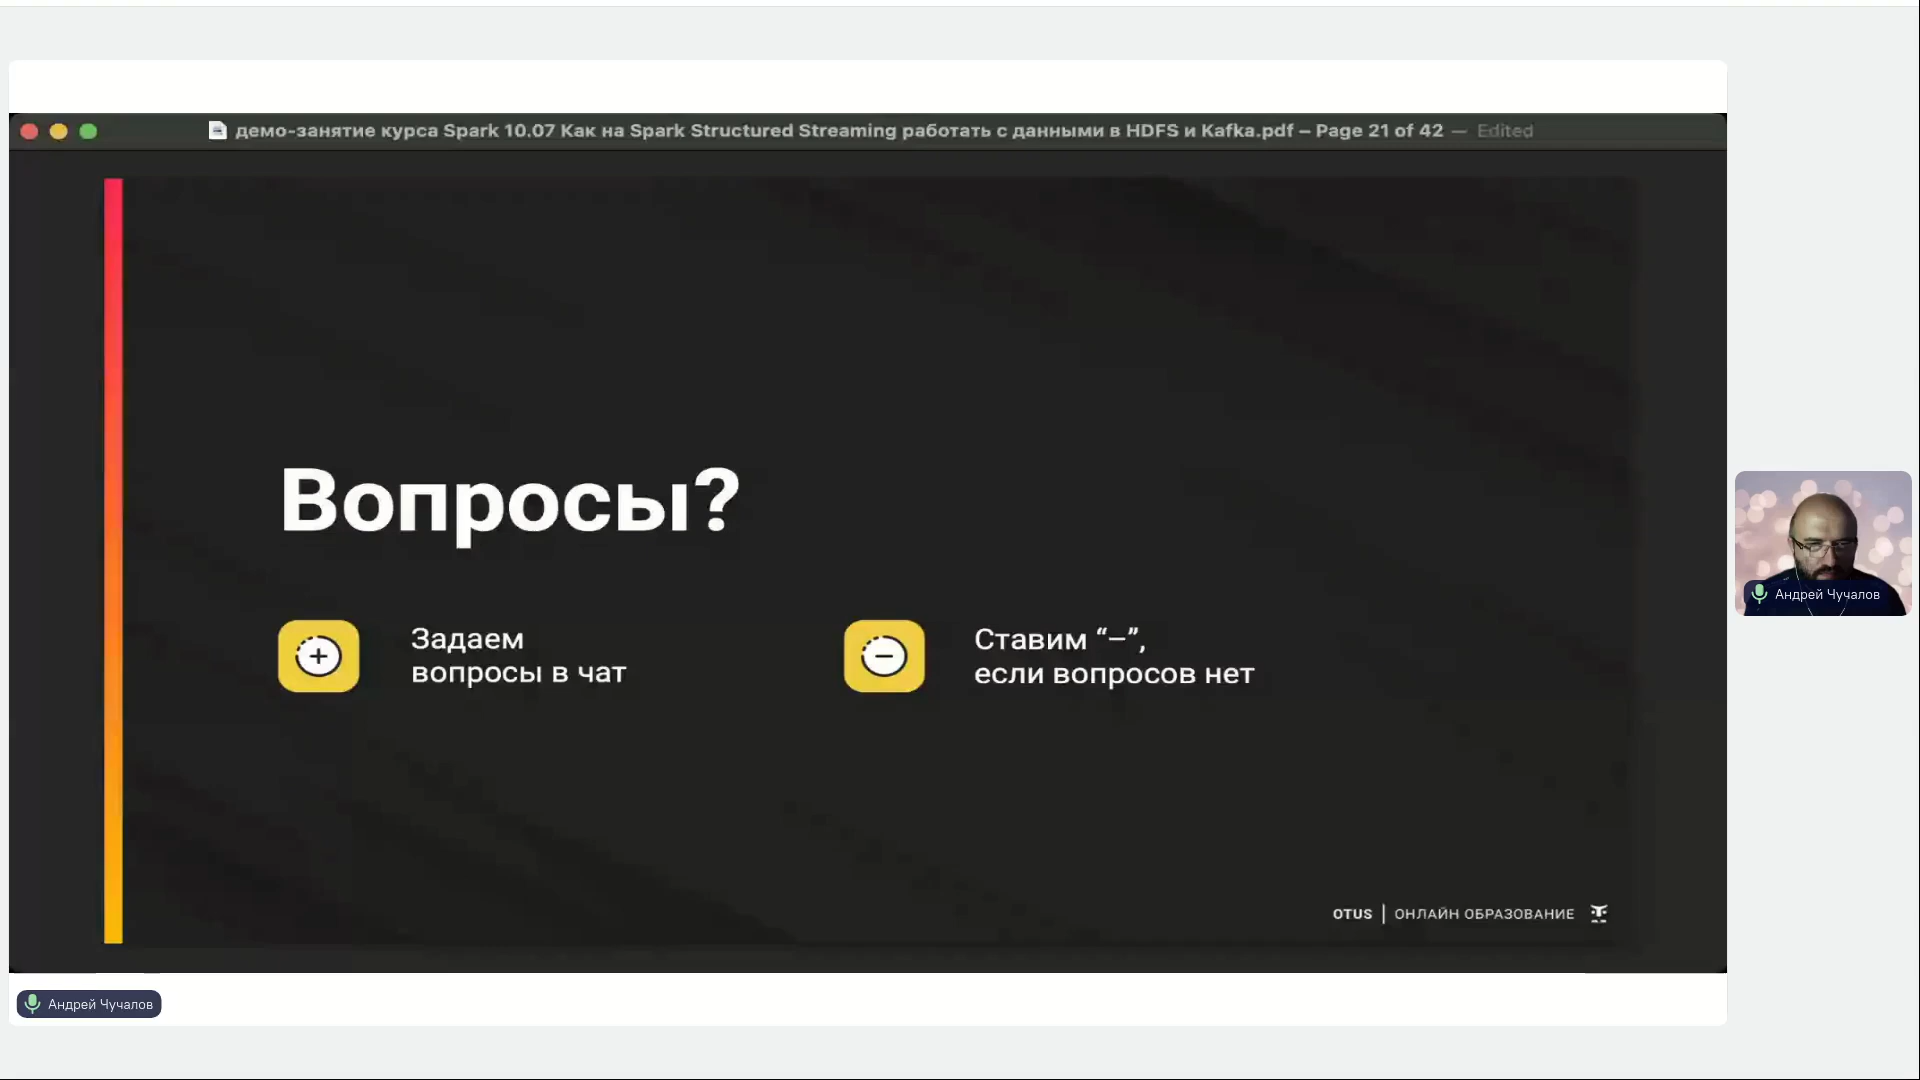 демо-занятие курса Spark 10.07 Как на Spark Structured Streaming работать с данными в HDFS и Kafka.pdf – Page 21 of 42 — Edited
Вопросы?
Задаем
вопросы в чат
Ставим “–”,
если вопросов нет
OTUS | ОНЛАЙН ОБРАЗОВАНИЕ
Андрей Чучалов
Андрей Чучалов